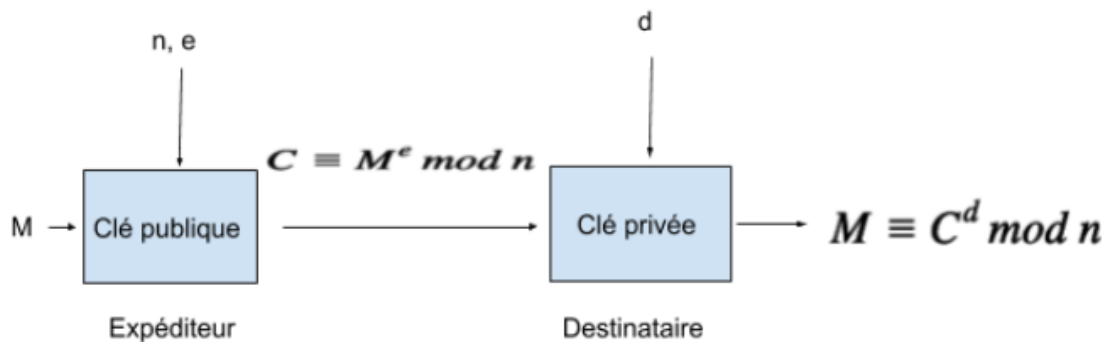 n, e
d
C ≡ M^e mod n
M
Clé publique
Clé privée
M ≡ C^d mod n
Expéditeur
Destinataire